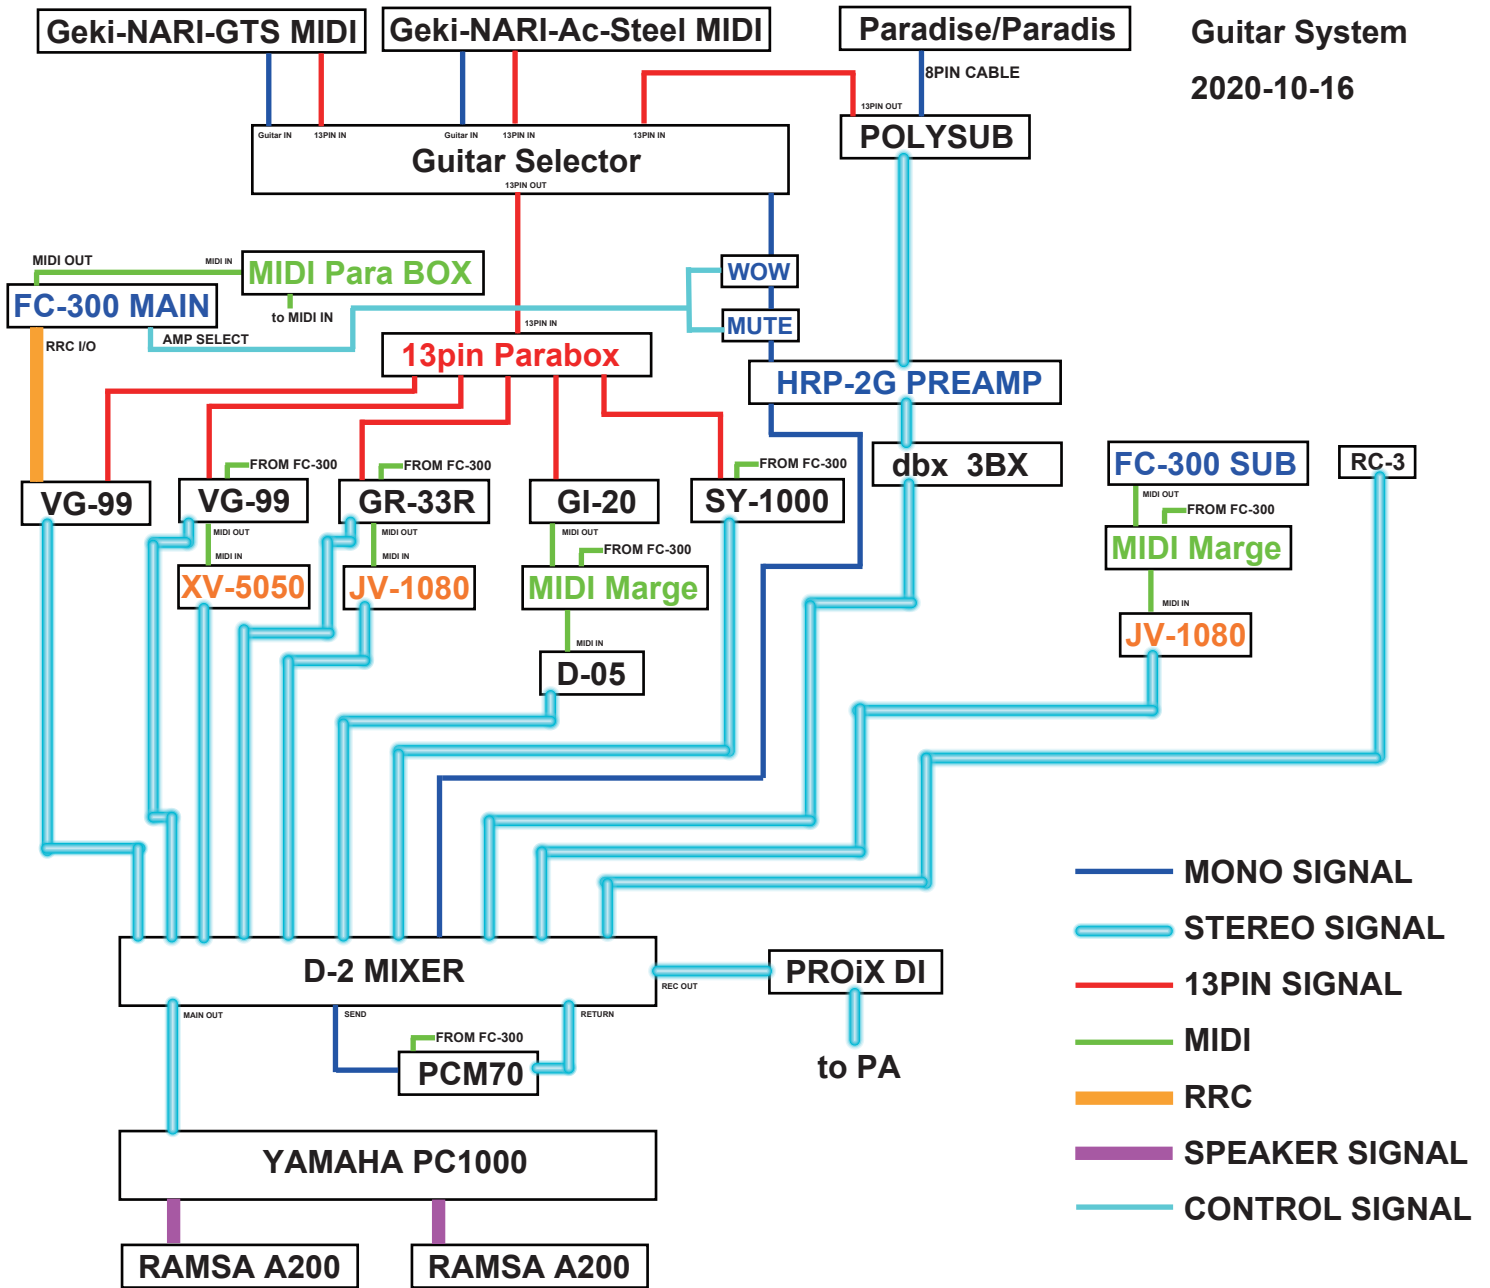 Geki-NARI-GTS MIDI
Geki-NARI-Ac-Steel MIDI
Paradise/Paradis
Guitar System
2020-10-16
8PIN CABLE
13PIN OUT
POLYSUB
Guitar IN
13PIN IN
Guitar IN
13PIN IN
13PIN IN
Guitar Selector
13PIN OUT
MIDI OUT
MIDI IN
MIDI Para BOX
WOW
FC-300 MAIN
to MIDI IN
13PIN IN
MUTE
RRC I/O
AMP SELECT
13pin Parabox
HRP-2G PREAMP
FROM FC-300
FROM FC-300
FROM FC-300
dbx 3BX
FC-300 SUB
RC-3
VG-99
VG-99
GR-33R
GI-20
SY-1000
MIDI OUT
FROM FC-300
MIDI OUT
MIDI OUT
MIDI OUT
FROM FC-300
MIDI Marge
MIDI IN
MIDI IN
XV-5050
JV-1080
MIDI Marge
MIDI IN
JV-1080
MIDI IN
D-05
MONO SIGNAL
STEREO SIGNAL
D-2 MIXER
REC OUT
PROiX DI
13PIN SIGNAL
MAIN OUT
SEND
RETURN
FROM FC-300
MIDI
PCM70
to PA
RRC
YAMAHA PC1000
SPEAKER SIGNAL
CONTROL SIGNAL
RAMSA A200
RAMSA A200